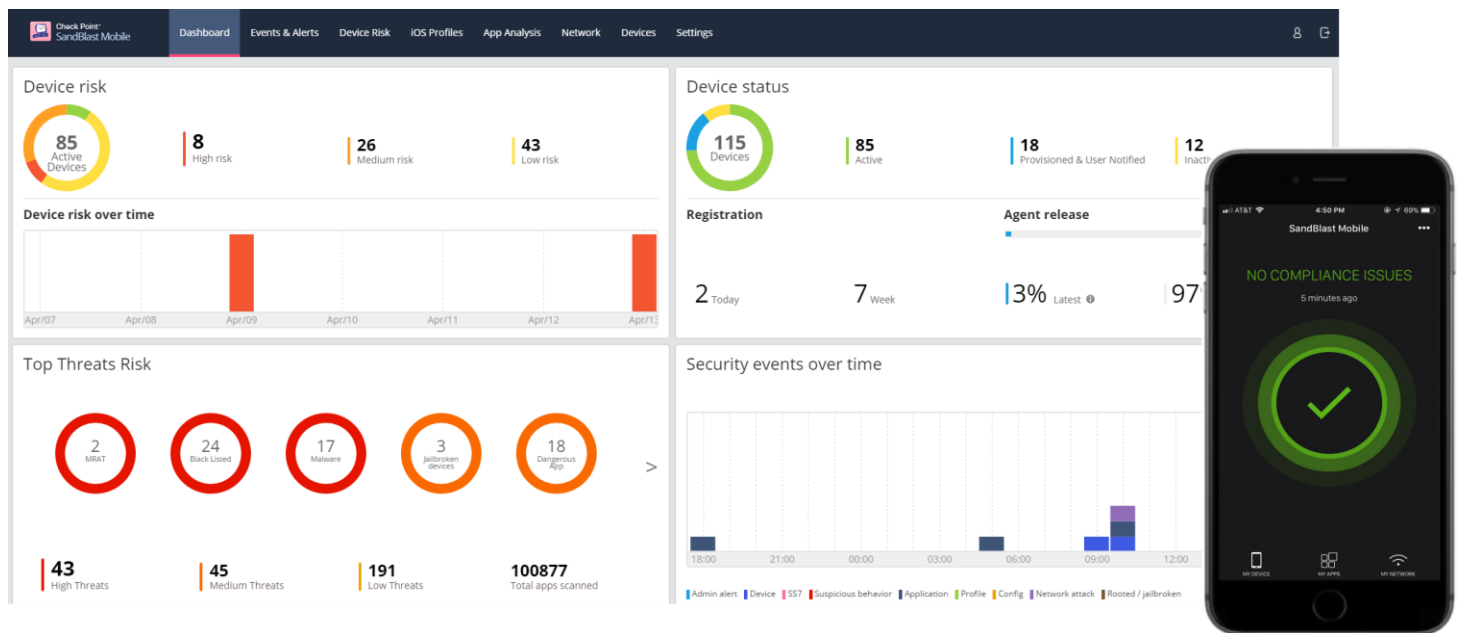 Check Point
SandBlast Mobile
Dashboard
Events & Alerts
Device Risk
iOS Profiles
App Analysis
Network
Devices
Settings
Device risk
85
Active
Devices
8
High risk
26
Medium risk
43
Low risk
Device risk over time
Apr/07
Apr/08
Apr/09
Apr/10
Apr/11
Apr/12
Apr/13
Device status
115
Devices
85
Active
18
Provisioned & User Notified
12
Registration
Agent release
2 Today
7 Week
3% Latest
97
Top Threats Risk
2
MRAT
24
Black Listed
17
Malware
3
Jailbroken
devices
18
Dangerous
App
>
43
High Threats
45
Medium Threats
191
Low Threats
100877
Total apps scanned
Security events over time
18:00
21:00
00:00
03:00
06:00
09:00
12:00
Admin alert
Device
SS7
Suspicious behavior
Application
Profile
Config
Network attack
Rooted / jailbroken
AT&T
4:50 PM
69%
SandBlast Mobile
NO COMPLIANCE ISSUES
5 minutes ago
MY DEVICE
MY APPS
MY NETWORK